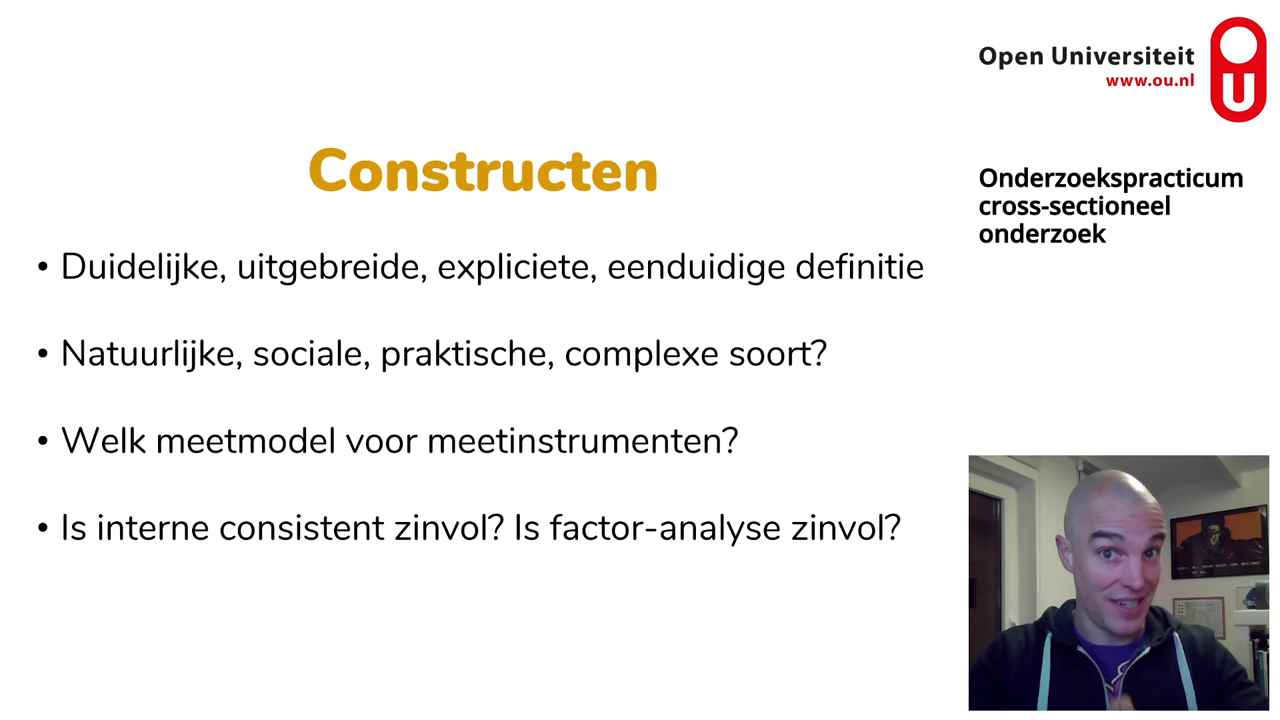 Open Universiteit
www.ou.nl
Constructen
Onderzoekspracticum
cross-sectioneel
onderzoek
• Duidelijke, uitgebreide, expliciete, eenduidige definitie
• Natuurlijke, sociale, praktische, complexe soort?
• Welk meetmodel voor meetinstrumenten?
• Is interne consistent zinvol? Is factor-analyse zinvol?